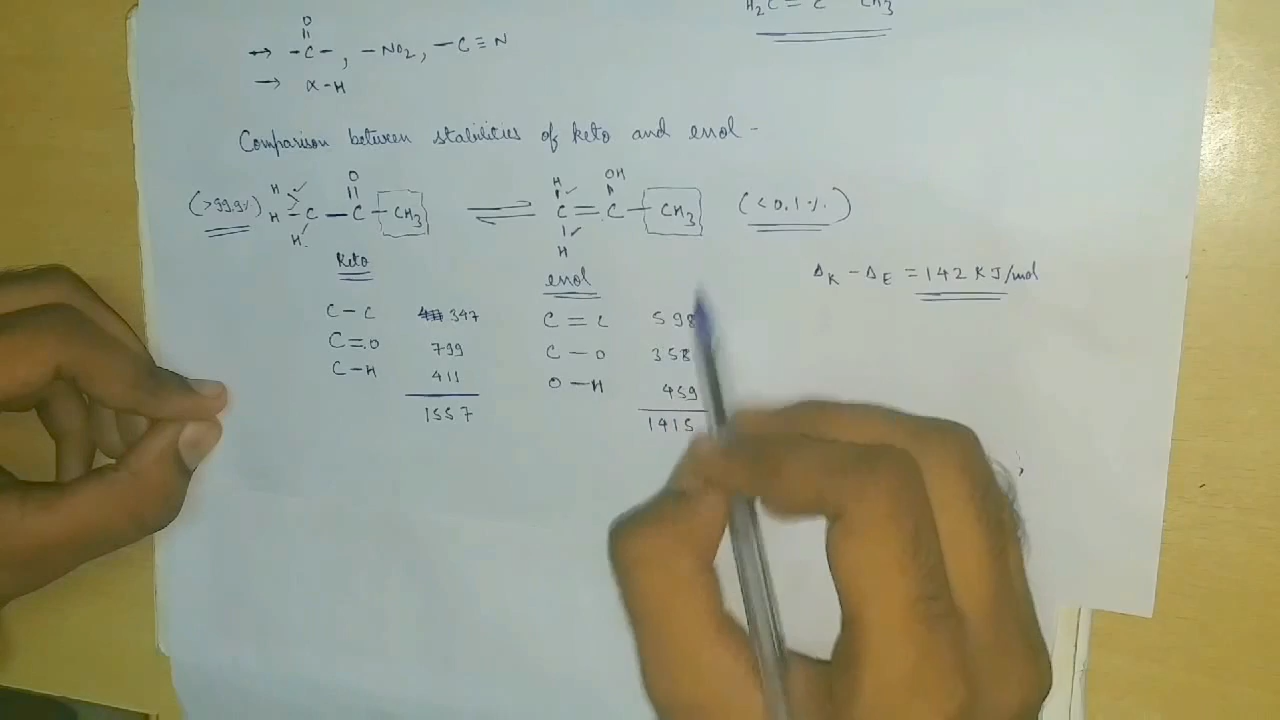 H₂C = C CH₃
O
||
↔ -C- , -NO₂, -C≡N
→ α-H
Comparison between stabilities of keto and enol -
(>99.9%) H H - C - C - CH₃ ⇌ C = C - CH₃ (<0.1%)
H O H OH
H H
Keto enol
ΔK - ΔE = 142 KJ/mol
C - C 347 C = C 598
C = O 799 C - O 358
C - H 411 O - H 459
1557 1415